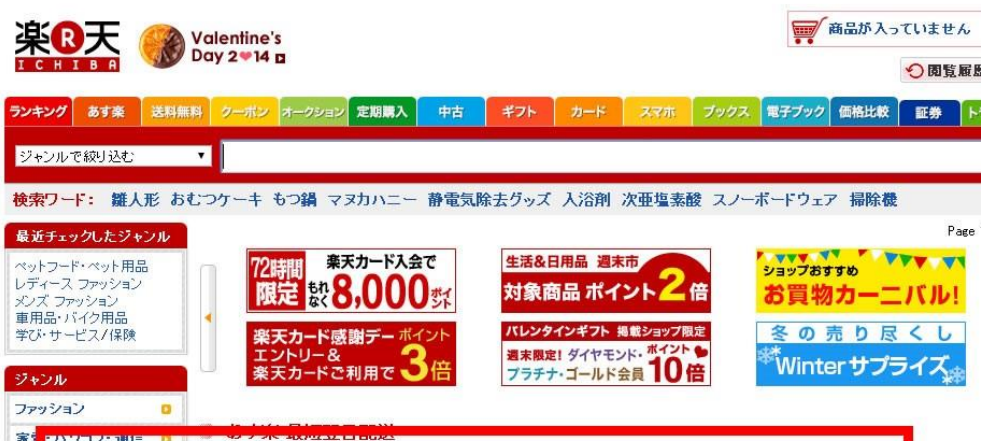 楽R天
ICHIBA
Valentine's
Day 2❤14
商品が入っていません
閲覧履歴
ランキング あす楽 送料無料 クーポン オークション 定期購入 中古 ギフト カード スマホ ブックス 電子ブック 価格比較 証券
ジャンルで絞り込む
検索ワード： 雛人形 おむつケーキ もつ鍋 マヌカハニー 静電気除去グッズ 入浴剤 次亜塩素酸 スノーボードウェア 掃除機
Page
最近チェックしたジャンル
ペットフード・ペット用品
レディース ファッション
メンズ ファッション
車用品・バイク用品
学び・サービス/保険
ジャンル
ファッション
72時間限定 楽天カード入会で
もれなく8,000ポイント
生活&日用品 週末市
対象商品 ポイント2倍
ショップおすすめ
お買物カーニバル!
楽天カード感謝デー ポイント
エントリー&
楽天カードご利用で 3倍
バレンタインギフト 掲載ショップ限定
週末限定! ダイヤモンド・ポイント
プラチナ・ゴールド会員 10倍
冬の売り尽くし
Winter サプライズ